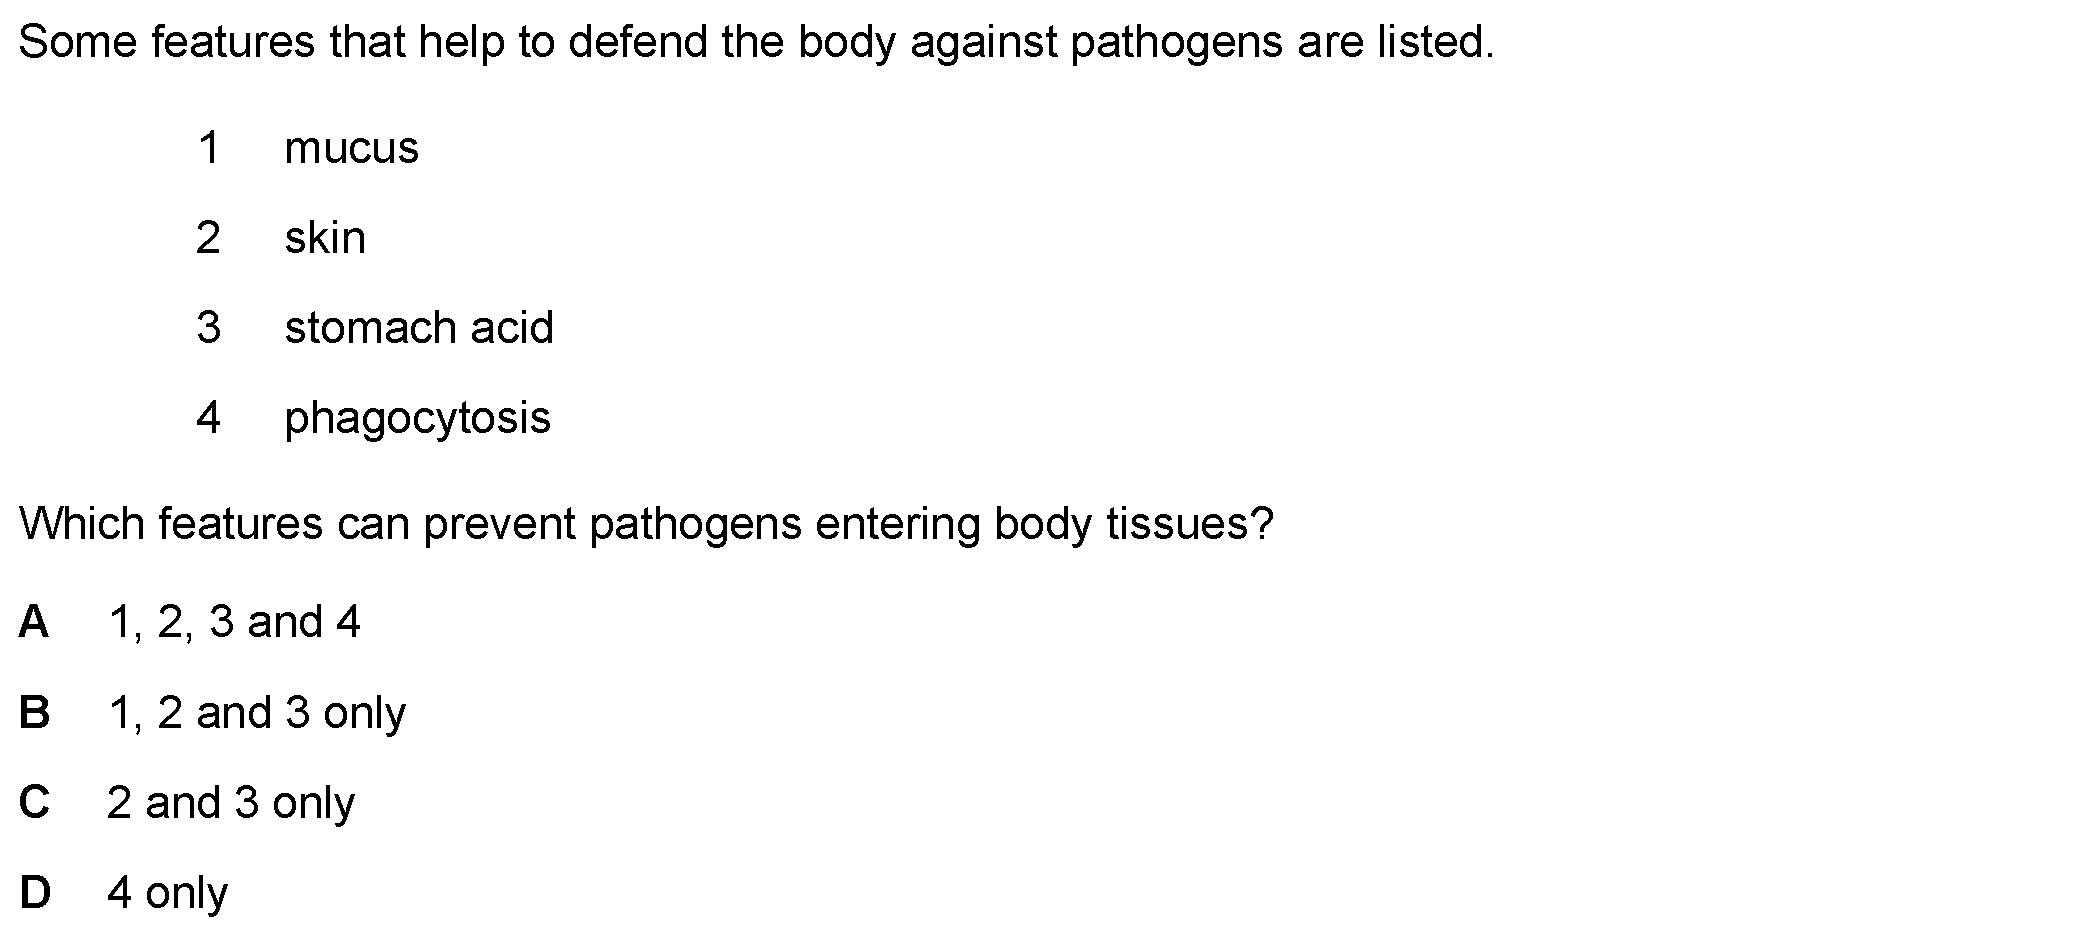 Some features that help to defend the body against pathogens are listed.
1 mucus
2 skin
3 stomach acid
4 phagocytosis
Which features can prevent pathogens entering body tissues?
A 1, 2, 3 and 4
B 1, 2 and 3 only
C 2 and 3 only
D 4 only